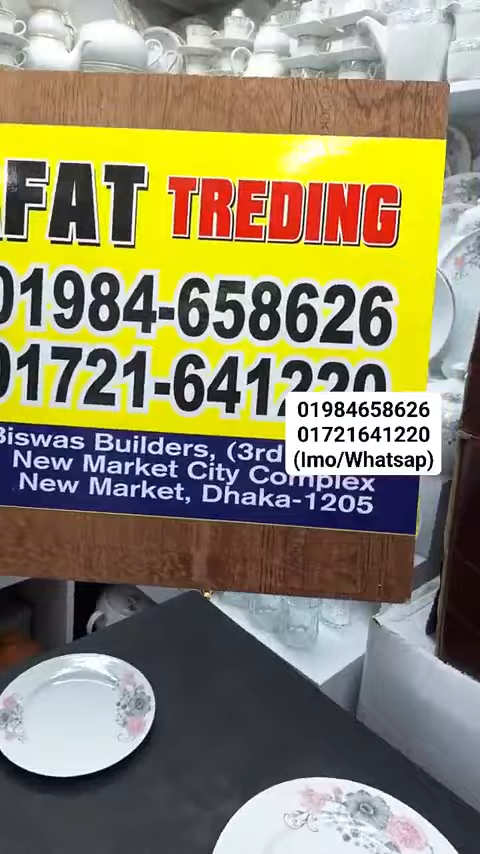 AFAT TREDING
01984-658626
01721-641220
Biswas Builders, (3rd
New Market City Complex
New Market, Dhaka-1205
01984658626
01721641220
(Imo/Whatsap)